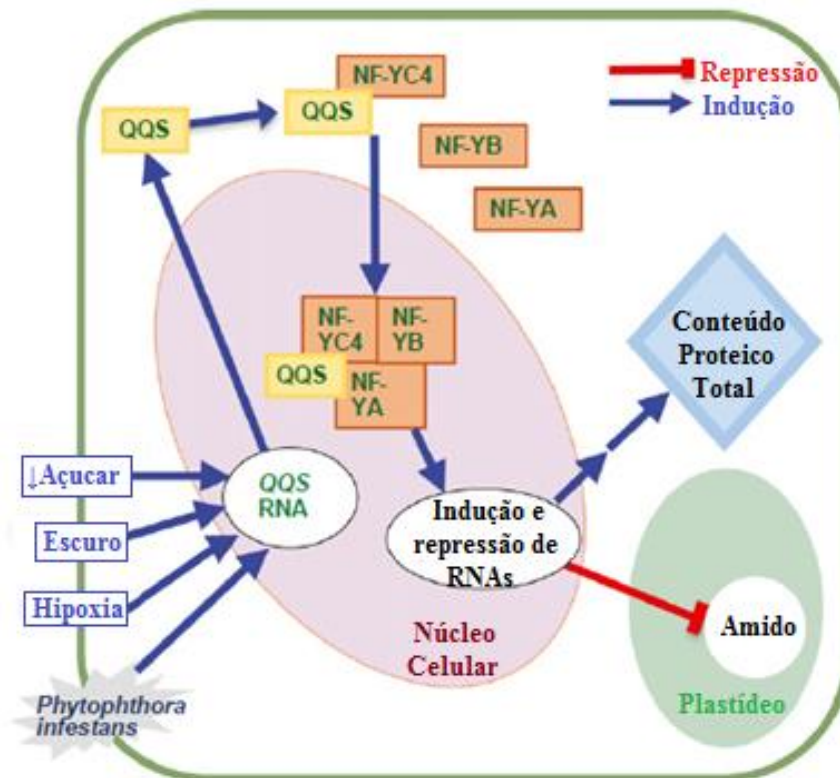 NF-YC4
Repressão
Indução
QQS
QQS
NF-YB
NF-YA
NF-
YC4
NF-
YB
QQS
NF-
YA
Conteúdo
Proteico
Total
↓Açucar
Escuro
Hipoxia
Phytophthora
infestans
QQS
RNA
Indução e
repressão de
RNAs
Núcleo
Celular
Amido
Plastídeo